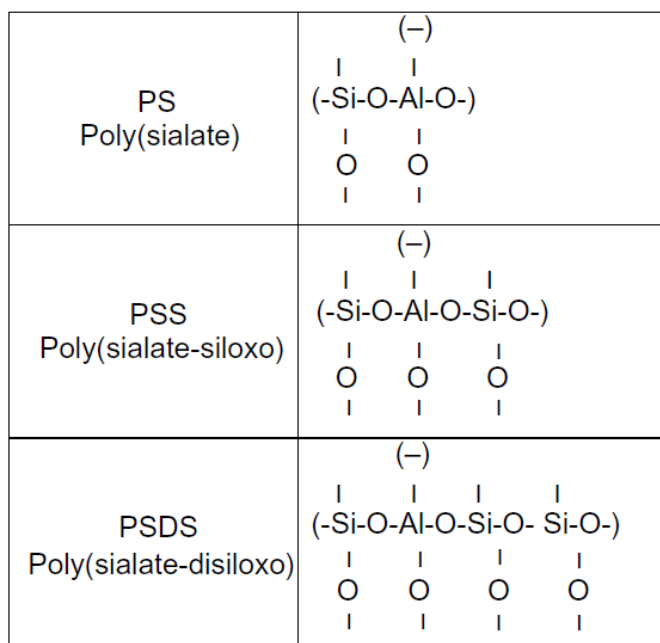 PS
Poly(sialate)
(–)
I I
(-Si-O-Al-O-)
I I
O O
I I
PSS
Poly(sialate-siloxo)
(–)
I I I
(-Si-O-Al-O-Si-O-)
I I I
O O O
I I I
PSDS
Poly(sialate-disiloxo)
(–)
I I I I
(-Si-O-Al-O-Si-O- Si-O-)
I I I I
O O O O
I I I I